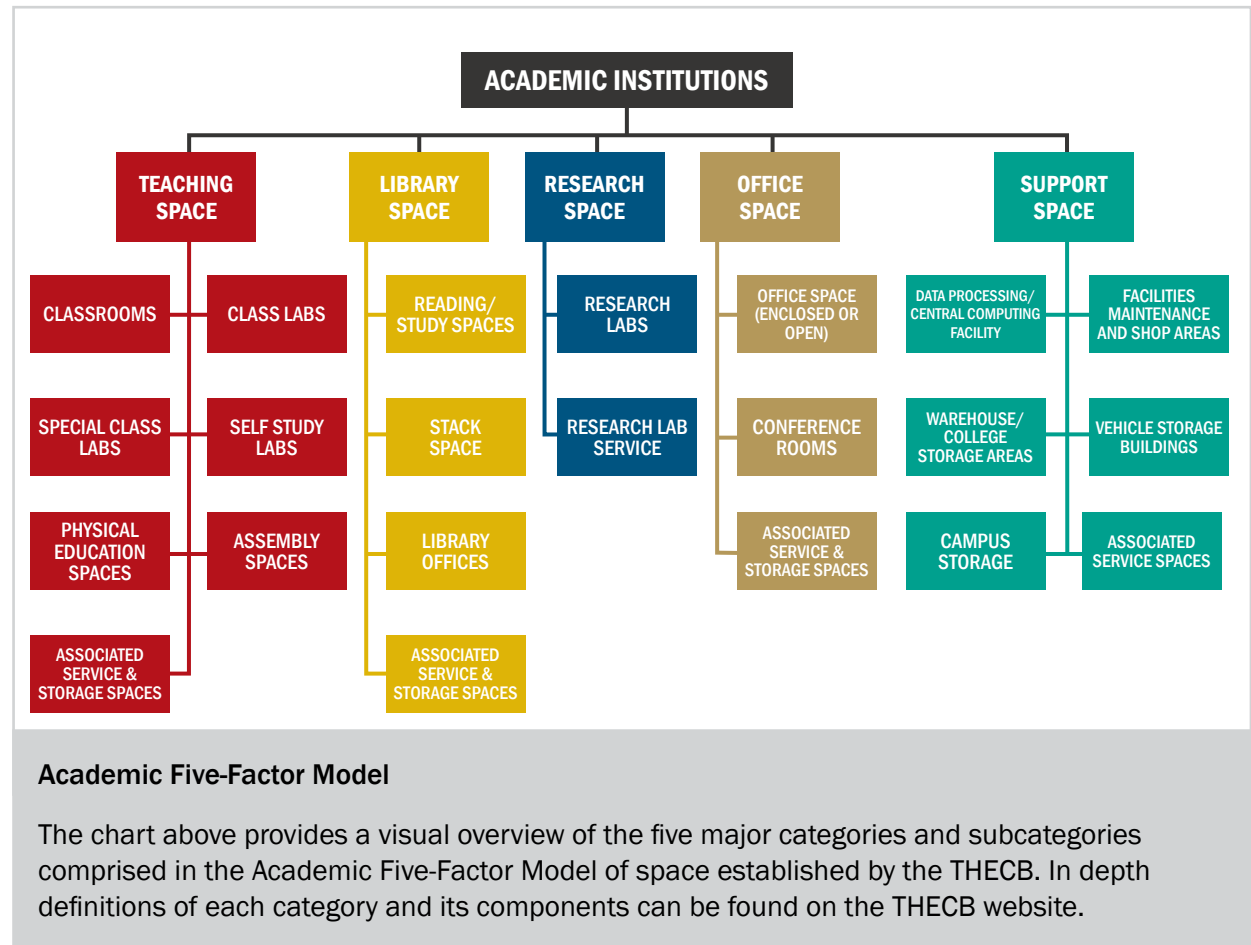 ACADEMIC INSTITUTIONS
TEACHING
SPACE
LIBRARY
SPACE
RESEARCH
SPACE
OFFICE
SPACE
SUPPORT
SPACE
CLASSROOMS
CLASS LABS
SPECIAL CLASS
LABS
SELF STUDY
LABS
PHYSICAL
EDUCATION
SPACES
ASSEMBLY
SPACES
ASSOCIATED
SERVICE &
STORAGE SPACES
READING/
STUDY SPACES
STACK
SPACE
LIBRARY
OFFICES
ASSOCIATED
SERVICE &
STORAGE SPACES
RESEARCH
LABS
RESEARCH LAB
SERVICE
OFFICE SPACE
(ENCLOSED OR
OPEN)
CONFERENCE
ROOMS
ASSOCIATED
SERVICE &
STORAGE SPACES
DATA PROCESSING/
CENTRAL COMPUTING
FACILITY
FACILITIES
MAINTENANCE
AND SHOP AREAS
WAREHOUSE/
COLLEGE
STORAGE AREAS
VEHICLE STORAGE
BUILDINGS
CAMPUS
STORAGE
ASSOCIATED
SERVICE SPACES
Academic Five-Factor Model
The chart above provides a visual overview of the five major categories and subcategories
comprised in the Academic Five-Factor Model of space established by the THECB. In depth
definitions of each category and its components can be found on the THECB website.